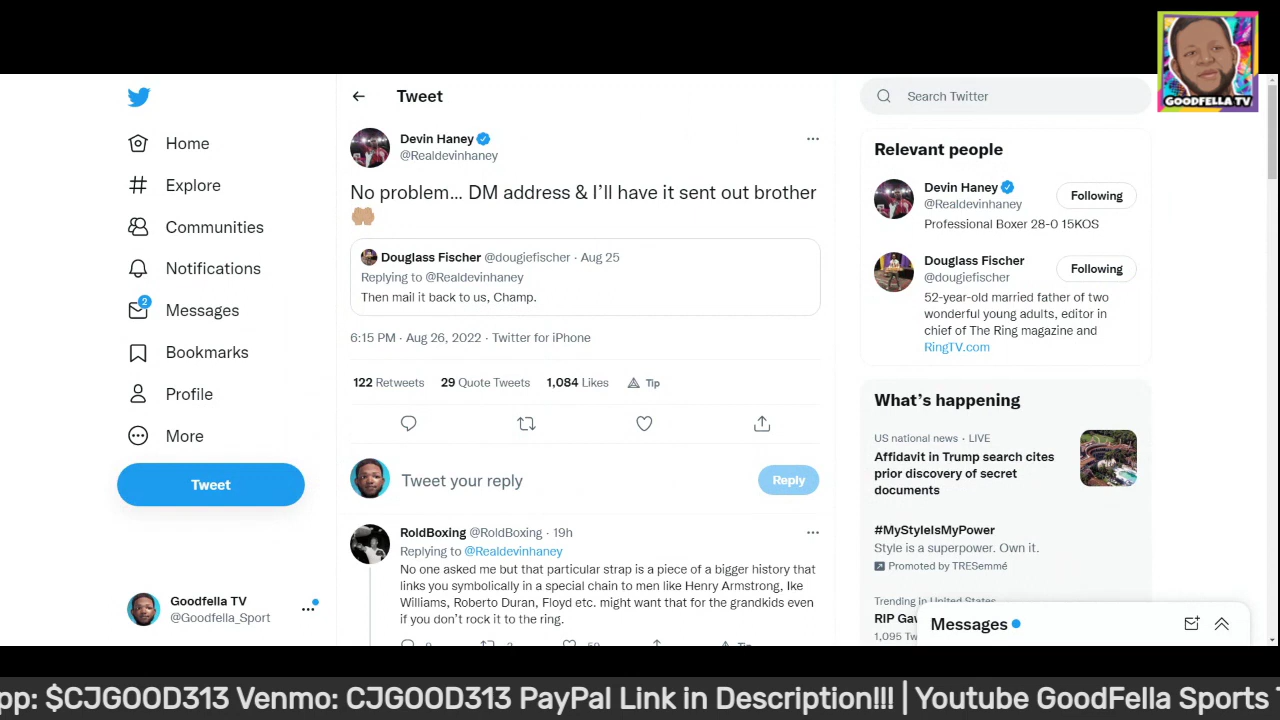 GOODFELLA TV
Home
Explore
Communities
Notifications
2
Messages
Bookmarks
Profile
More
Tweet
Goodfella TV
@Goodfella_Sport
Tweet
Devin Haney
@Realdevinhaney
No problem... DM address & I'll have it sent out brother
Douglass Fischer @dougiefischer · Aug 25
Replying to @Realdevinhaney
Then mail it back to us, Champ.
6:15 PM · Aug 26, 2022 · Twitter for iPhone
122 Retweets 29 Quote Tweets 1,084 Likes Tip
Tweet your reply
Reply
RoldBoxing @RoldBoxing · 19h
Replying to @Realdevinhaney
No one asked me but that particular strap is a piece of a bigger history that
links you symbolically in a special chain to men like Henry Armstrong, Ike
Williams, Roberto Duran, Floyd etc. might want that for the grandkids even
if you don't rock it to the ring.
Search Twitter
Relevant people
Devin Haney
@Realdevinhaney
Following
Professional Boxer 28-0 15KOS
Douglass Fischer
@dougiefischer
Following
52-year-old married father of two
wonderful young adults, editor in
chief of The Ring magazine and
RingTV.com
What's happening
US national news · LIVE
Affidavit in Trump search cites
prior discovery of secret
documents
#MyStyleIsMyPower
Style is a superpower. Own it.
Promoted by TRESemmé
Trending in United States
RIP Gav
1,095 Tw
Messages
pp: $CJGOOD313 Venmo: CJGOOD313 PayPal Link in Description!!! | Youtube GoodFella Sports T